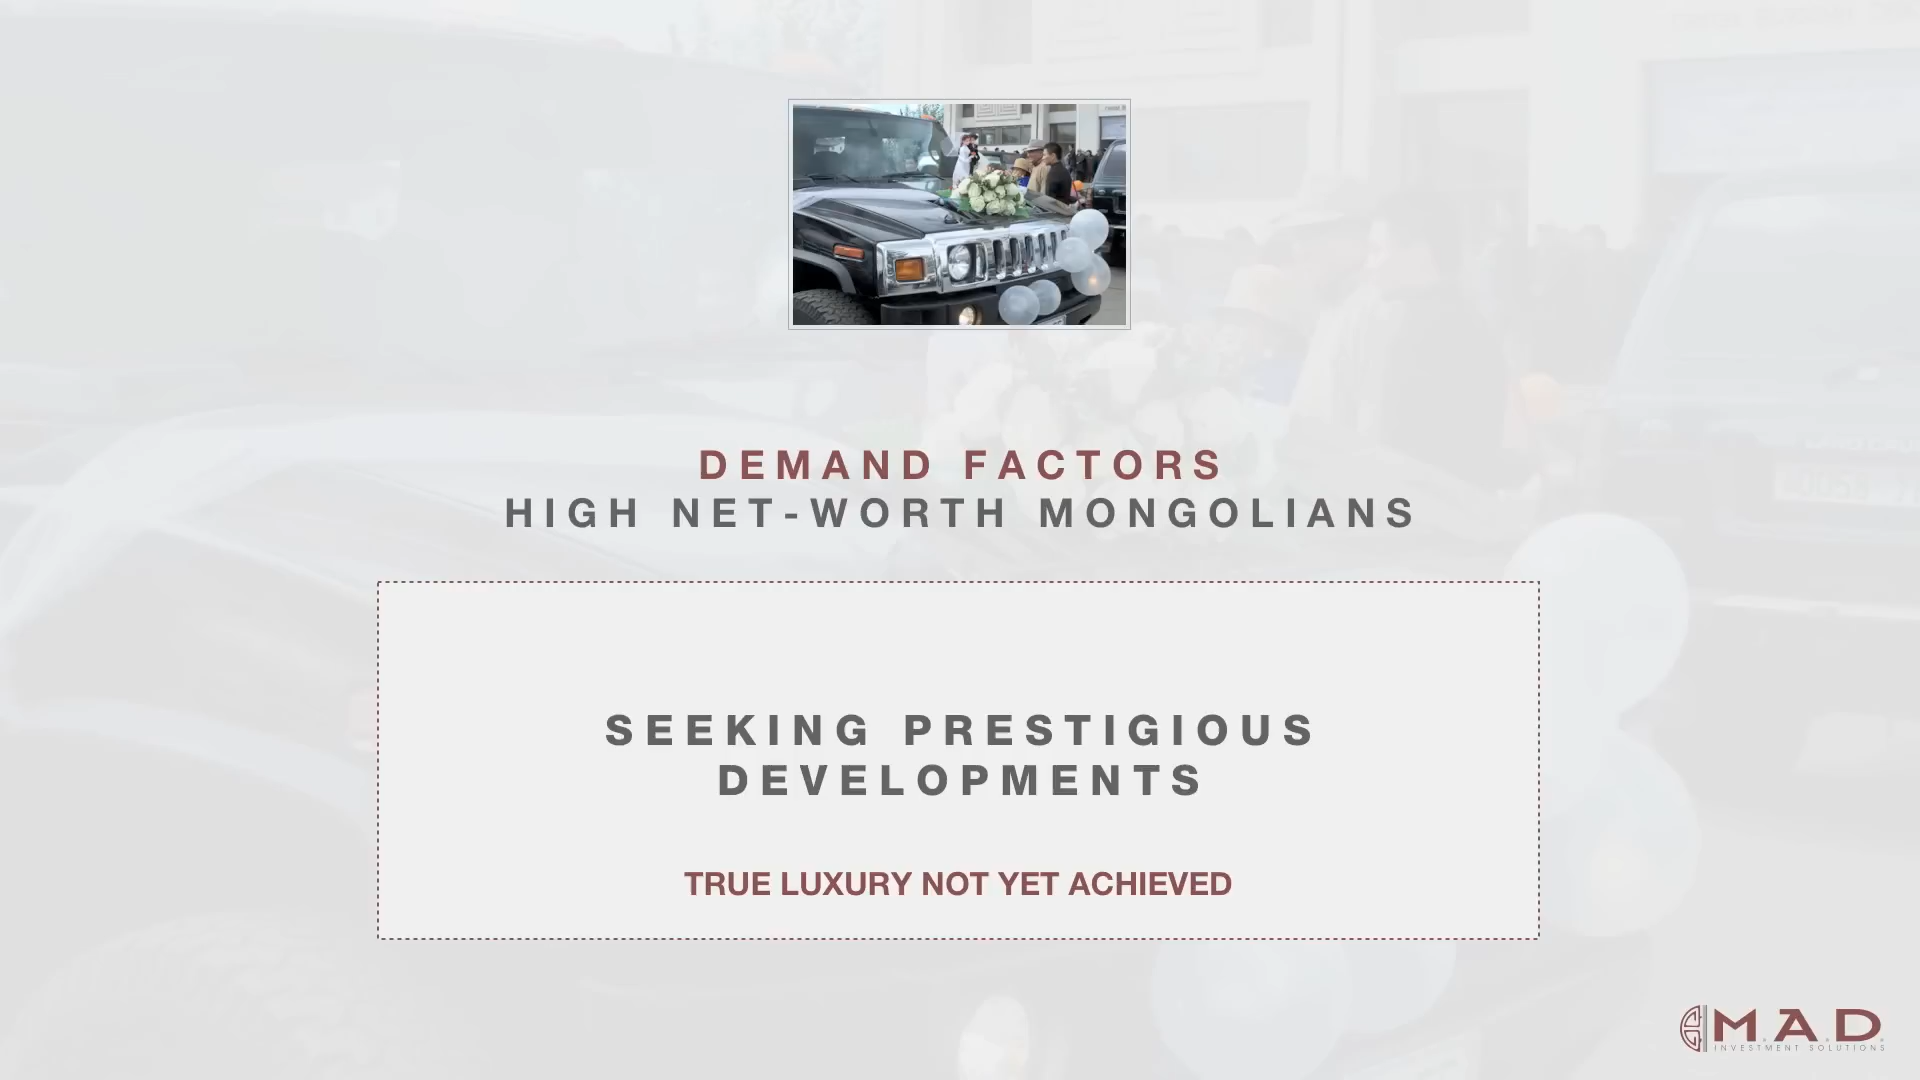 DEMAND FACTORS
HIGH NET-WORTH MONGOLIANS
SEEKING PRESTIGIOUS
DEVELOPMENTS
TRUE LUXURY NOT YET ACHIEVED
M.A.D.
INVESTMENT SOLUTIONS